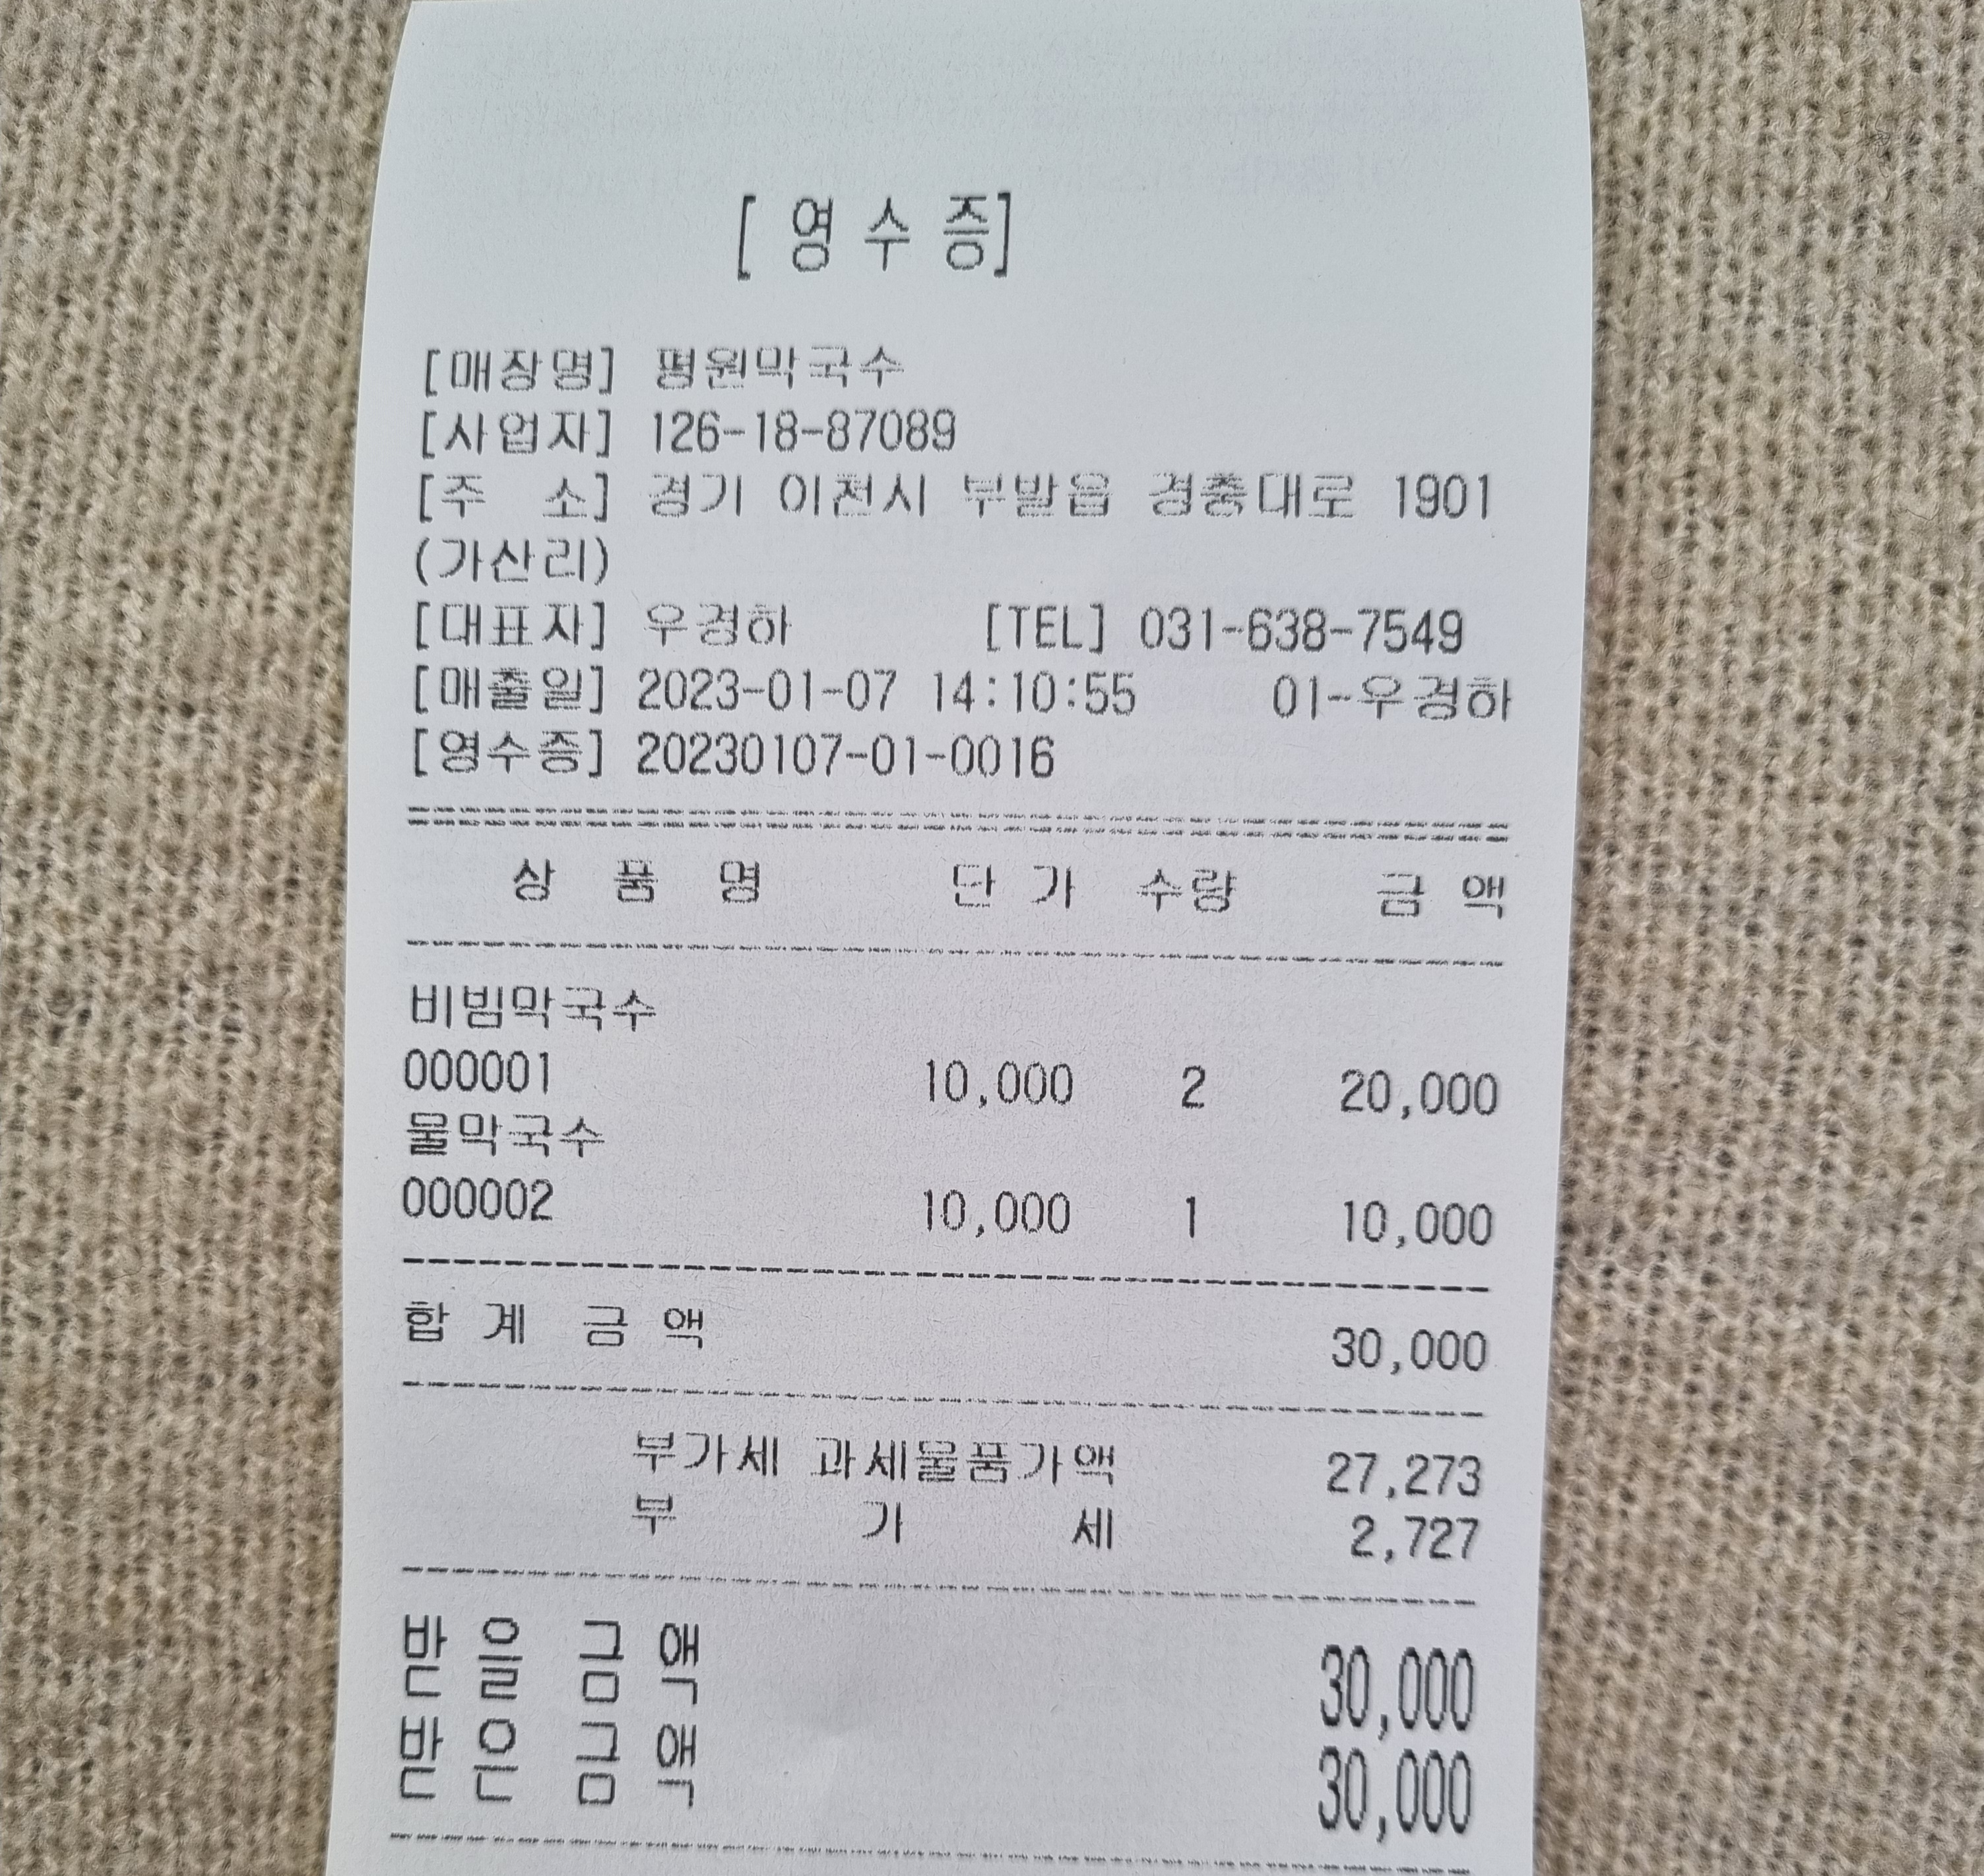 [ 영 수 증]
[매장명] 평원막국수
[사업자] 126-18-87089
[주  소] 경기 이천시 부발읍 경충대로 1901
(가산리)
[대표자] 우경하 [TEL] 031-638-7549
[매출일] 2023-01-07 14:10:55 01-우경하
[영수증] 20230107-01-0016
상 품 명 단 가 수량 금 액
비빔막국수
000001 10,000 2 20,000
물막국수
000002 10,000 1 10,000
합 계 금 액 30,000
부가세 과세물품가액 27,273
부 가 세 2,727
받 을 금 액 30,000
받 은 금 액 30,000